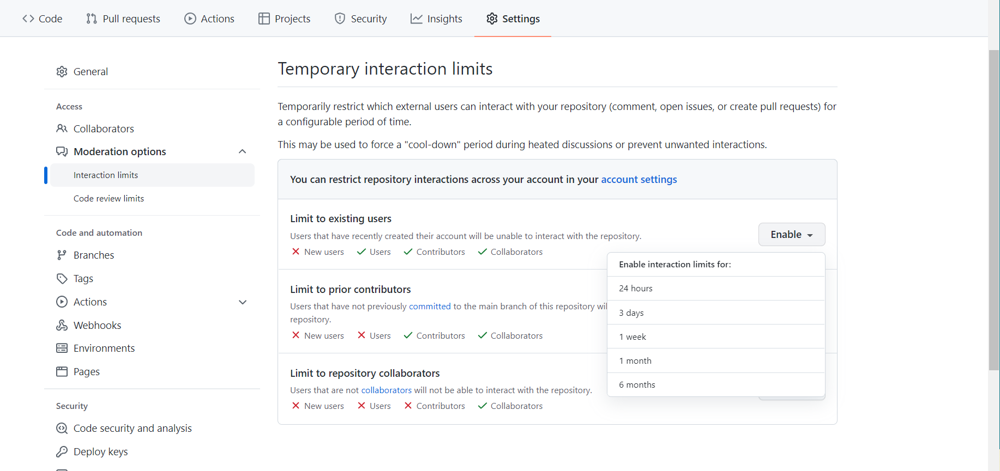 Code Pull requests Actions Projects Security Insights Settings
General
Access
Collaborators
Moderation options
Interaction limits
Code review limits
Code and automation
Branches
Tags
Actions
Webhooks
Environments
Pages
Security
Code security and analysis
Deploy keys
Temporary interaction limits
Temporarily restrict which external users can interact with your repository (comment, open issues, or create pull requests) for
a configurable period of time.
This may be used to force a "cool-down" period during heated discussions or prevent unwanted interactions.
You can restrict repository interactions across your account in your account settings
Limit to existing users
Users that have recently created their account will be unable to interact with the repository.
New users Users Contributors Collaborators
Enable
Enable interaction limits for:
24 hours
3 days
1 week
1 month
6 months
Limit to prior contributors
Users that have not previously committed to the main branch of this repository
repository.
New users Users Contributors Collaborators
Limit to repository collaborators
Users that are not collaborators will not be able to interact with the repository.
New users Users Contributors Collaborators